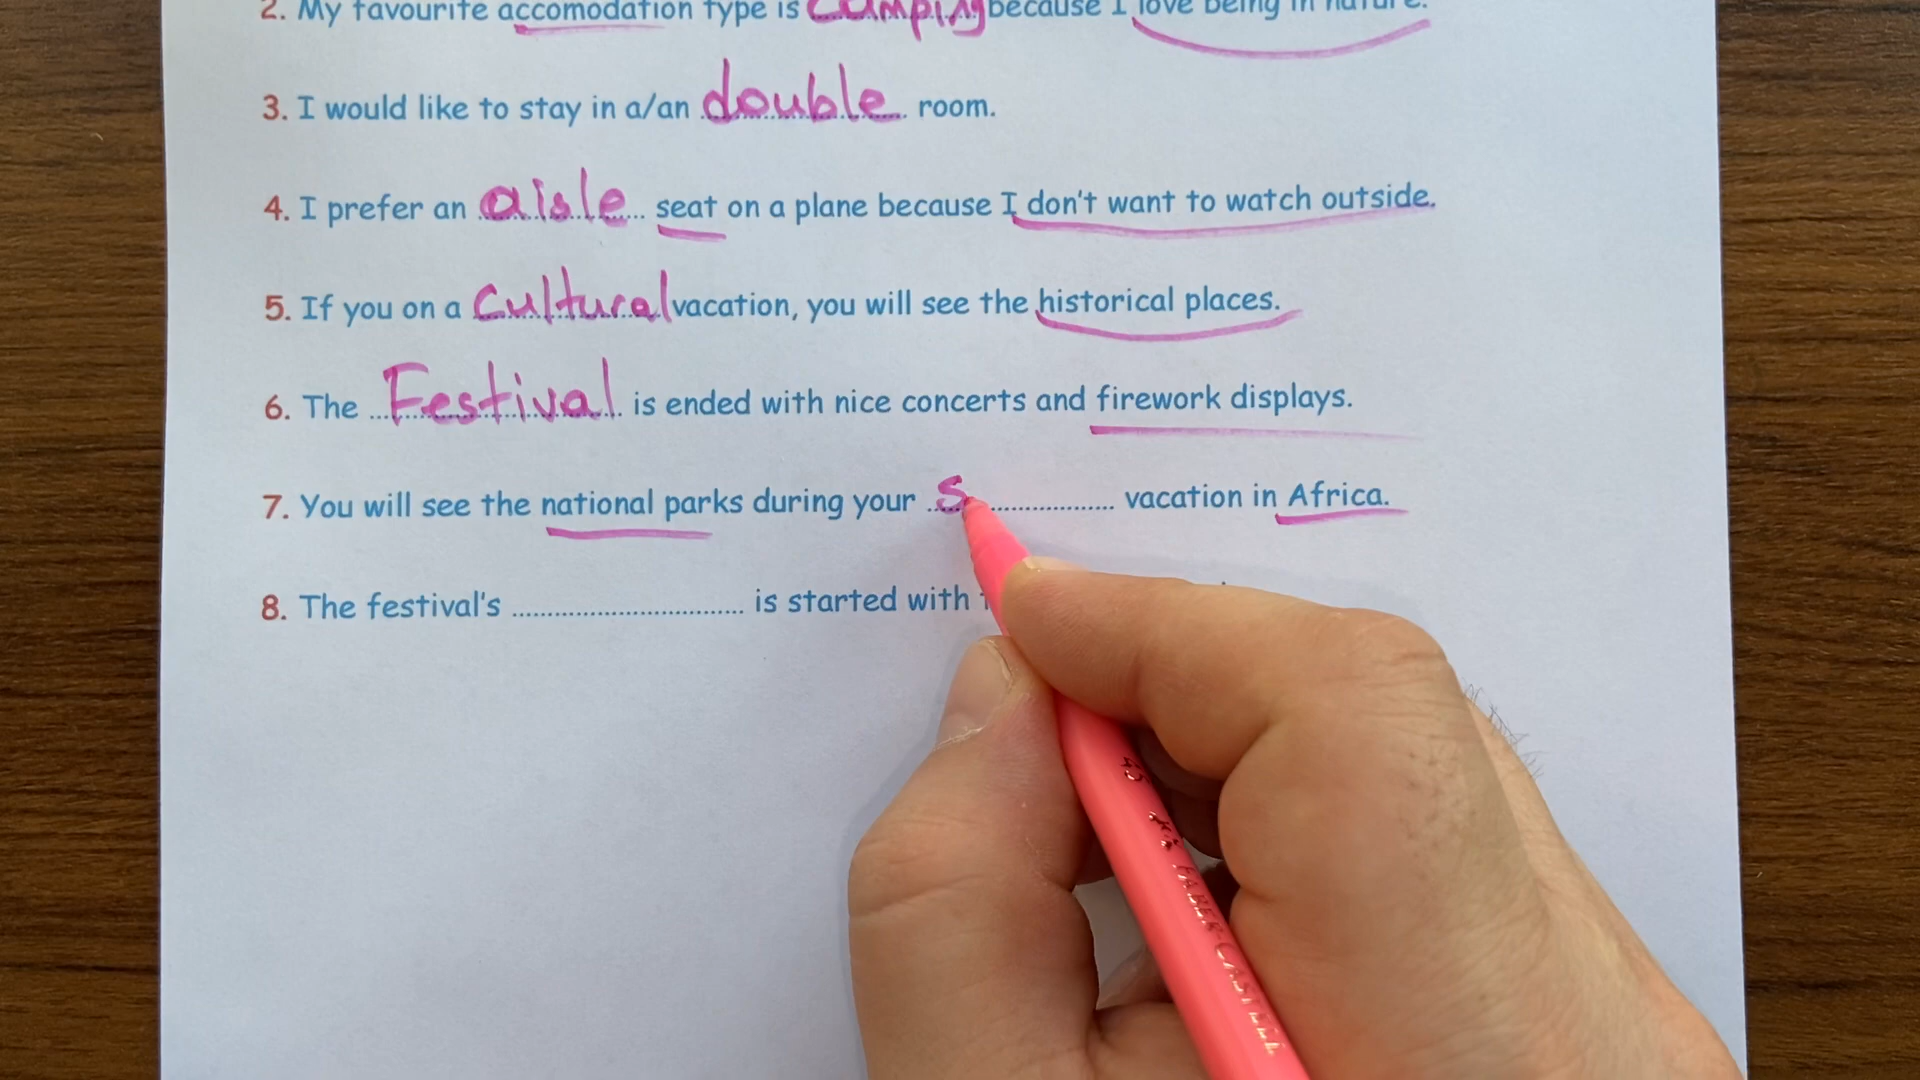 2. My favourite accomodation type is camping because I love being in nature.
3. I would like to stay in a/an double room.
4. I prefer an aisle seat on a plane because I don't want to watch outside.
5. If you on a Cultural vacation, you will see the historical places.
6. The Festival is ended with nice concerts and firework displays.
7. You will see the national parks during your s vacation in Africa.
8. The festival's is started with
45 FABER-CASTELL